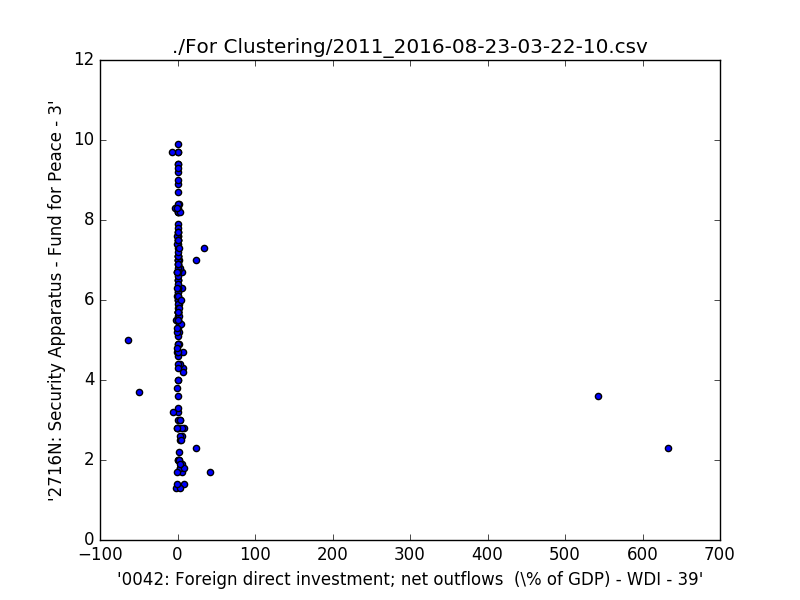 ./For Clustering/2011_2016-08-23-03-22-10.csv
12
10
8
6
4
2
0
'2716N: Security Apparatus - Fund for Peace - 3'
−100 0 100 200 300 400 500 600 700
'0042: Foreign direct investment; net outflows  (\% of GDP) - WDI - 39'